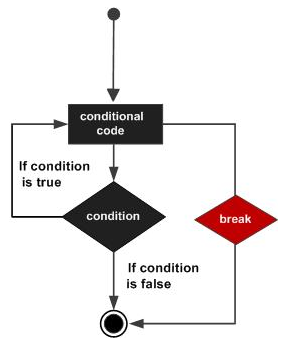 conditional
code
If condition
is true
condition
break
If condition
is false